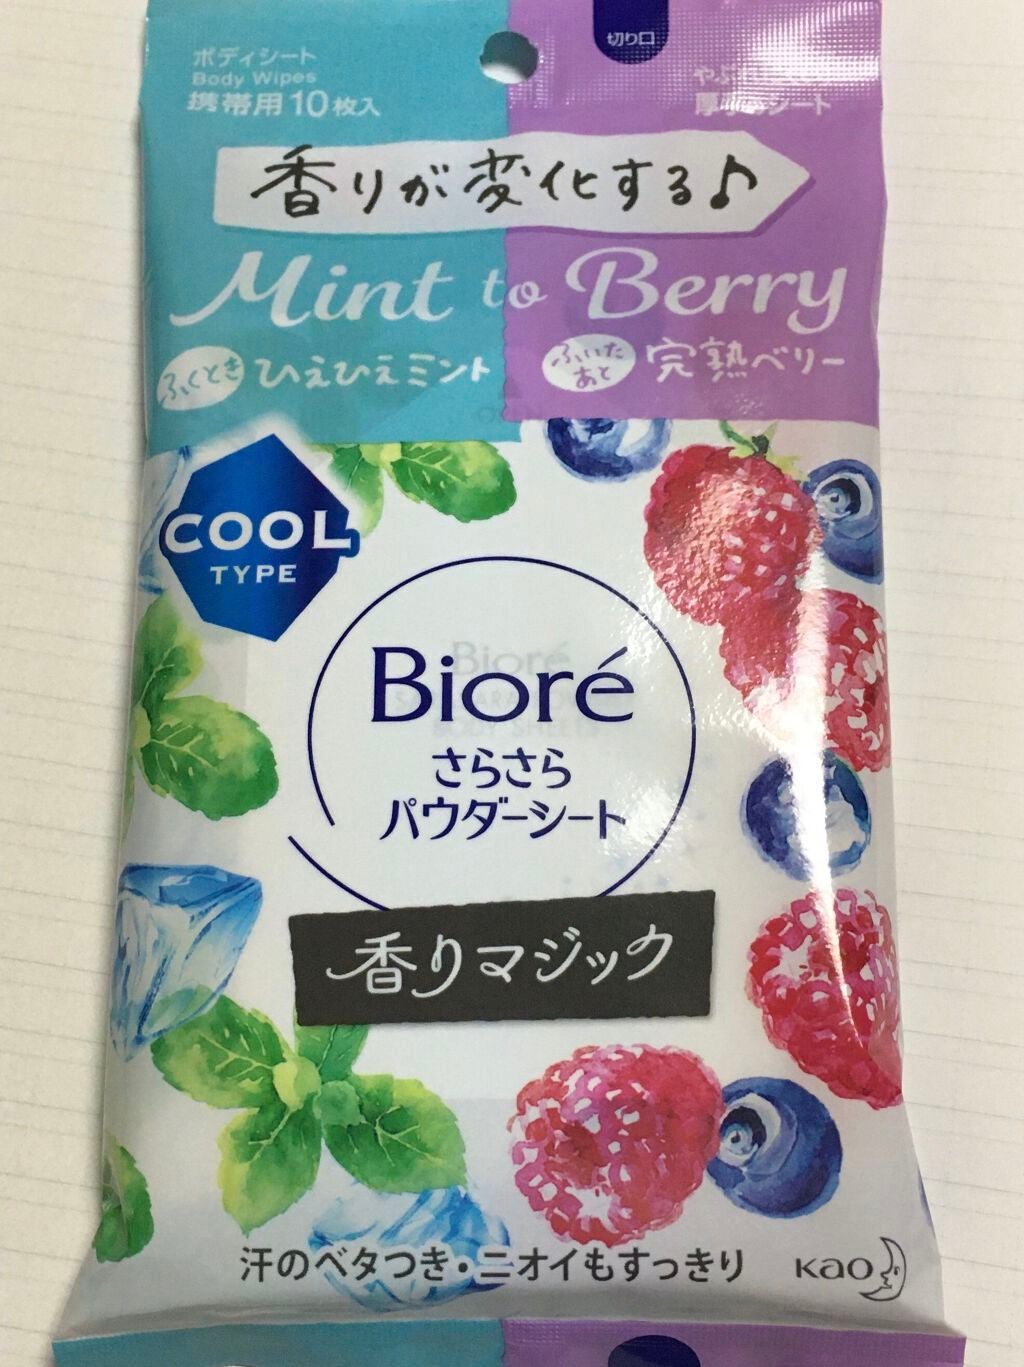 切り口
ボディシート
Body Wipes
携帯用10枚入
厚手のシート
香りが変化する♪
Mint to Berry
ふくとき ひえひえミント
ふいたあと 完熟ベリー
COOL
TYPE
Bioré
さらさら
パウダーシート
香りマジック
汗のベタつき・ニオイもすっきり
Kao